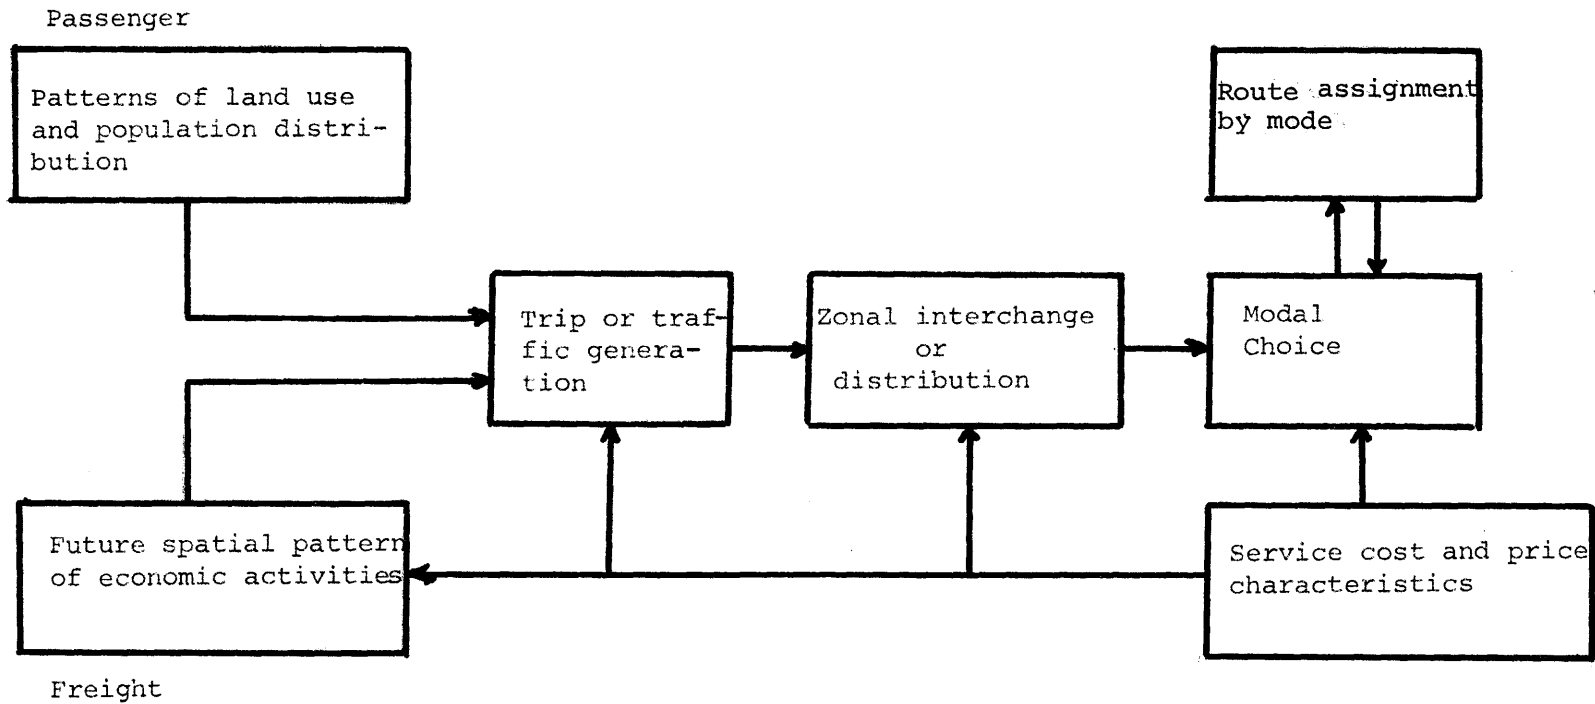 Passenger
Patterns of land use
and population distri-
bution
Route assignment
by mode
Trip or traf-
fic genera-
tion
Zonal interchange
or
distribution
Modal
Choice
Future spatial pattern
of economic activities
Service cost and price
characteristics
Freight